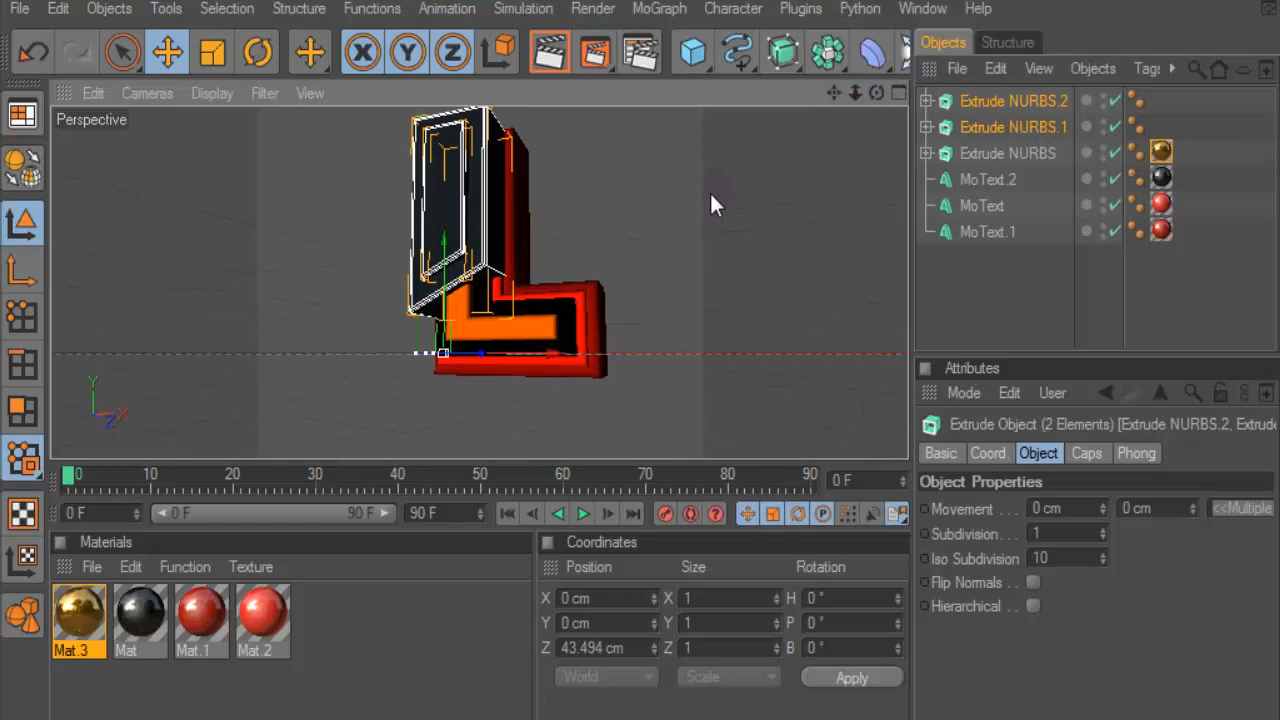 File Edit Objects Tools Selection Structure Functions Animation Simulation Render MoGraph Character Plugins Python Window Help
X Y Z
Objects Structure
File Edit View Objects Tags
Edit Cameras Display Filter View
Perspective
Extrude NURBS.2
Extrude NURBS.1
Extrude NURBS
MoText.2
MoText
MoText.1
Y
X
Z
Attributes
Mode Edit User
Extrude Object (2 Elements) [Extrude NURBS.2, Extrude
Basic Coord. Object Caps Phong
Object Properties
Movement . . . 0 cm 0 cm <<Multiple
Subdivision. . . 1
Iso Subdivision 10
Flip Normals . .
Hierarchical . .
0 10 20 30 40 50 60 70 80 90 0 F
0 F 0 F 90 F 90 F
Materials
File Edit Function Texture
Mat.3 Mat Mat.1 Mat.2
Coordinates
Position Size Rotation
X 0 cm X 1 H 0 °
Y 0 cm Y 1 P 0 °
Z 43.494 cm Z 1 B 0 °
World Scale Apply